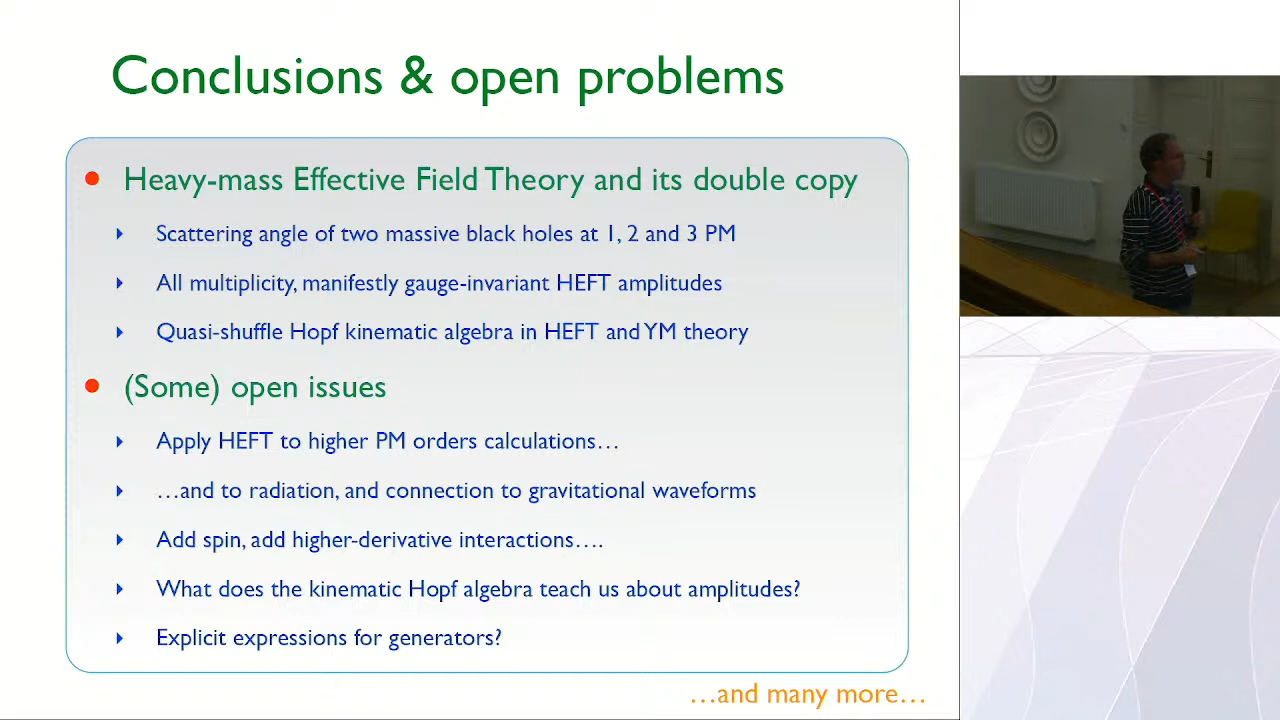 Conclusions & open problems
Heavy-mass Effective Field Theory and its double copy
Scattering angle of two massive black holes at 1, 2 and 3 PM
All multiplicity, manifestly gauge-invariant HEFT amplitudes
Quasi-shuffle Hopf kinematic algebra in HEFT and YM theory
(Some) open issues
Apply HEFT to higher PM orders calculations…
…and to radiation, and connection to gravitational waveforms
Add spin, add higher-derivative interactions….
What does the kinematic Hopf algebra teach us about amplitudes?
Explicit expressions for generators?
…and many more…